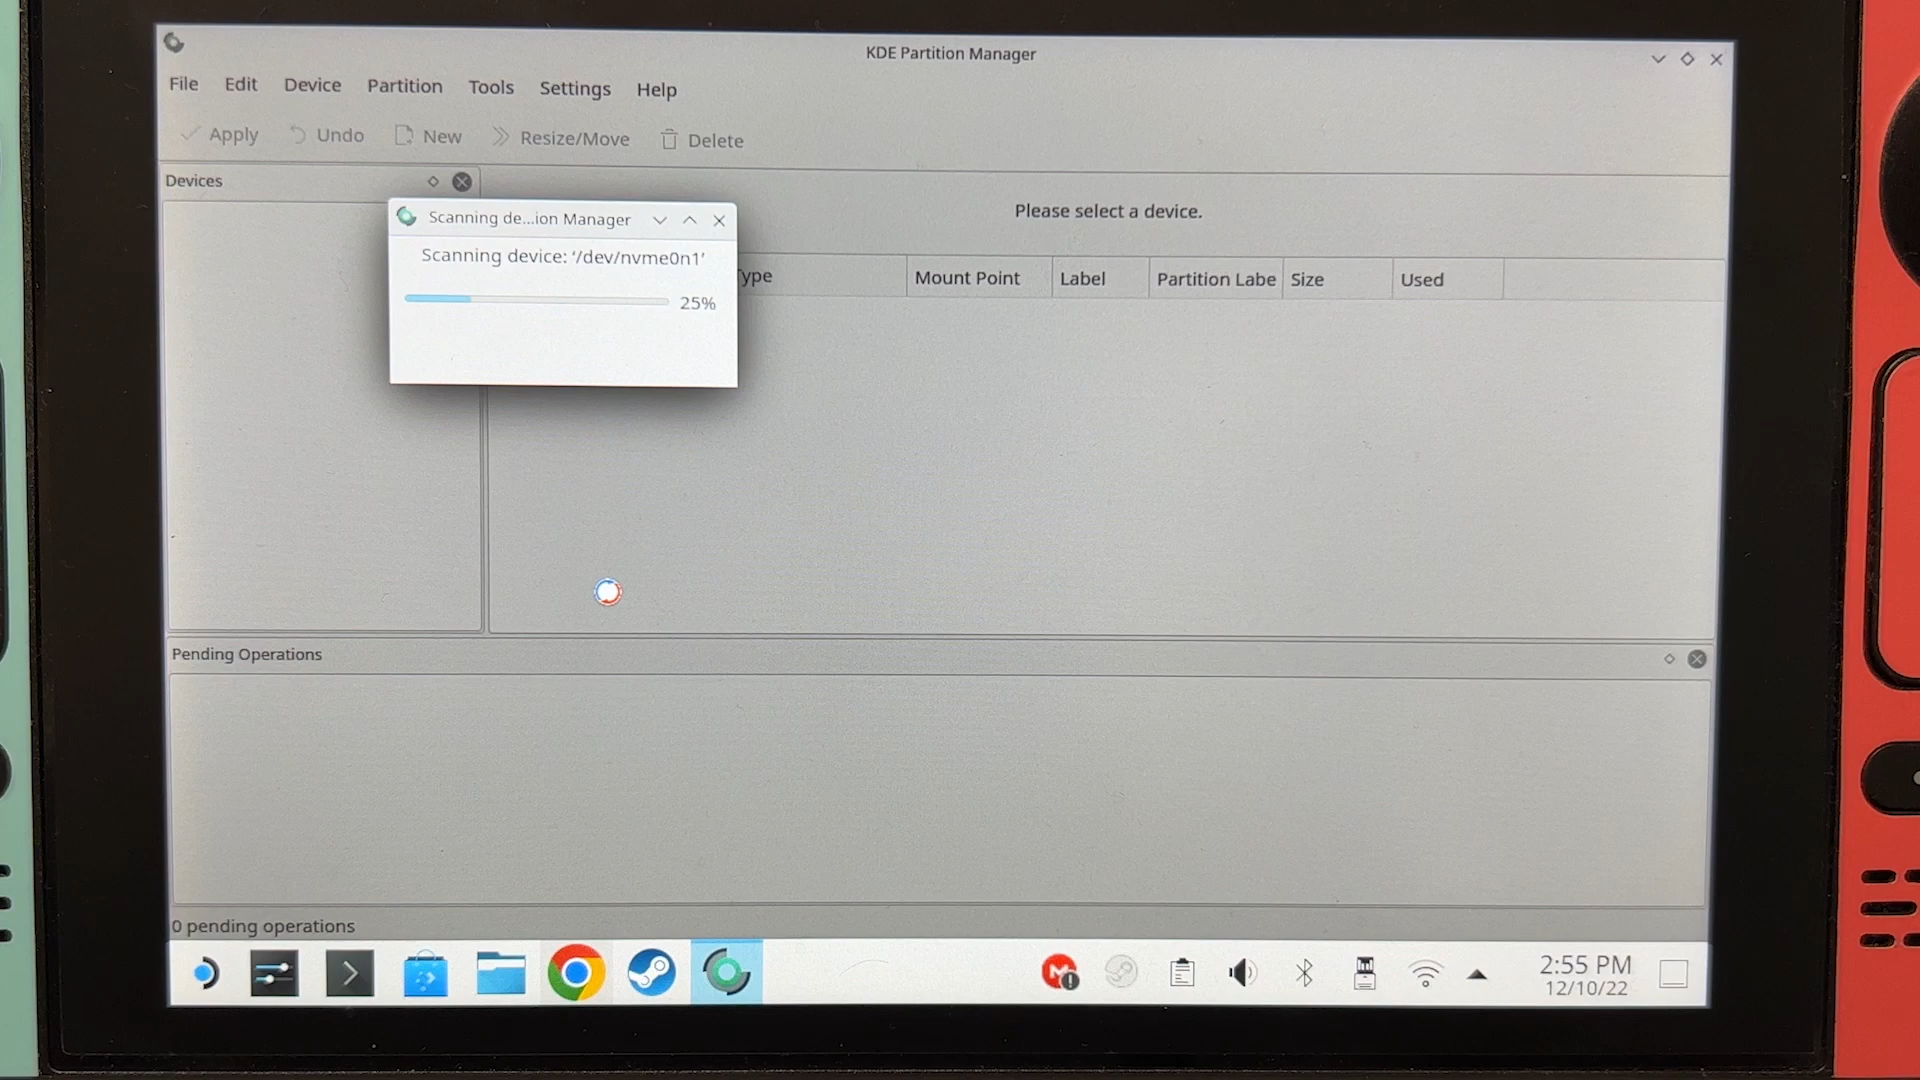 KDE Partition Manager
File Edit Device Partition Tools Settings Help
Apply Undo New Resize/Move Delete
Devices
Scanning de...ion Manager
Scanning device: '/dev/nvme0n1'
25%
Please select a device.
ype Mount Point Label Partition Labe Size Used
Pending Operations
0 pending operations
2:55 PM
12/10/22